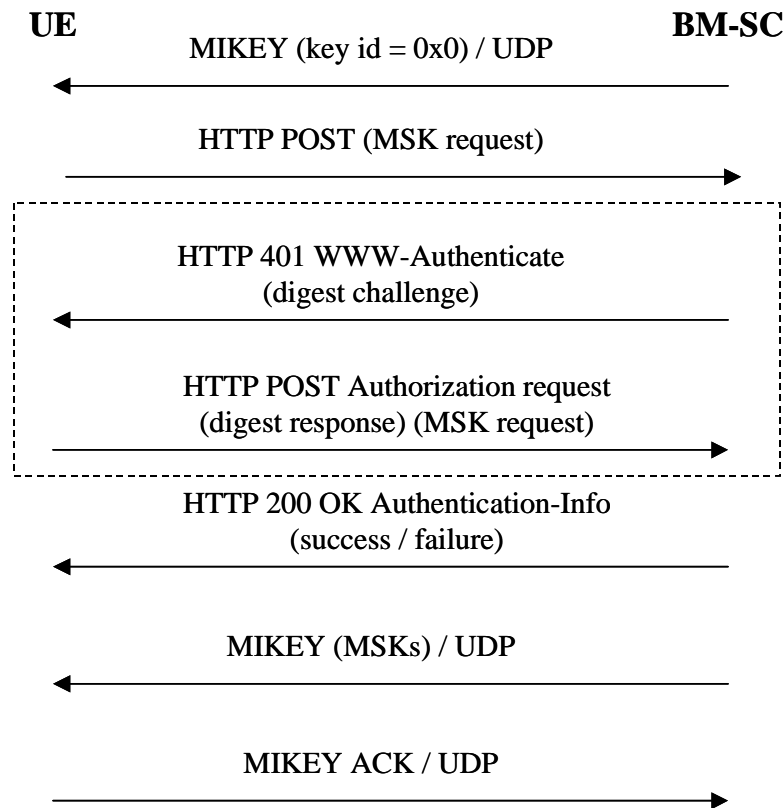 UE BM-SC
MIKEY (key id = 0x0) / UDP
HTTP POST (MSK request)
HTTP 401 WWW-Authenticate
(digest challenge)
HTTP POST Authorization request
(digest response) (MSK request)
HTTP 200 OK Authentication-Info
(success / failure)
MIKEY (MSKs) / UDP
MIKEY ACK / UDP